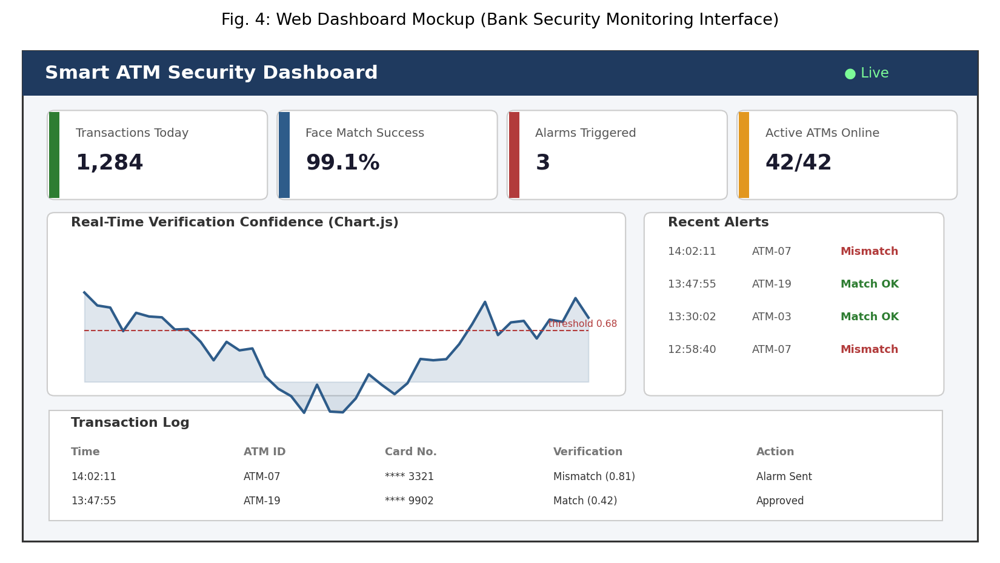 Fig. 4: Web Dashboard Mockup (Bank Security Monitoring Interface)
Smart ATM Security Dashboard
● Live
Transactions Today
1,284
Face Match Success
99.1%
Alarms Triggered
3
Active ATMs Online
42/42
Real-Time Verification Confidence (Chart.js)
threshold 0.68
Recent Alerts
14:02:11 ATM-07 Mismatch
13:47:55 ATM-19 Match OK
13:30:02 ATM-03 Match OK
12:58:40 ATM-07 Mismatch
Transaction Log
Time ATM ID Card No. Verification Action
14:02:11 ATM-07 **** 3321 Mismatch (0.81) Alarm Sent
13:47:55 ATM-19 **** 9902 Match (0.42) Approved